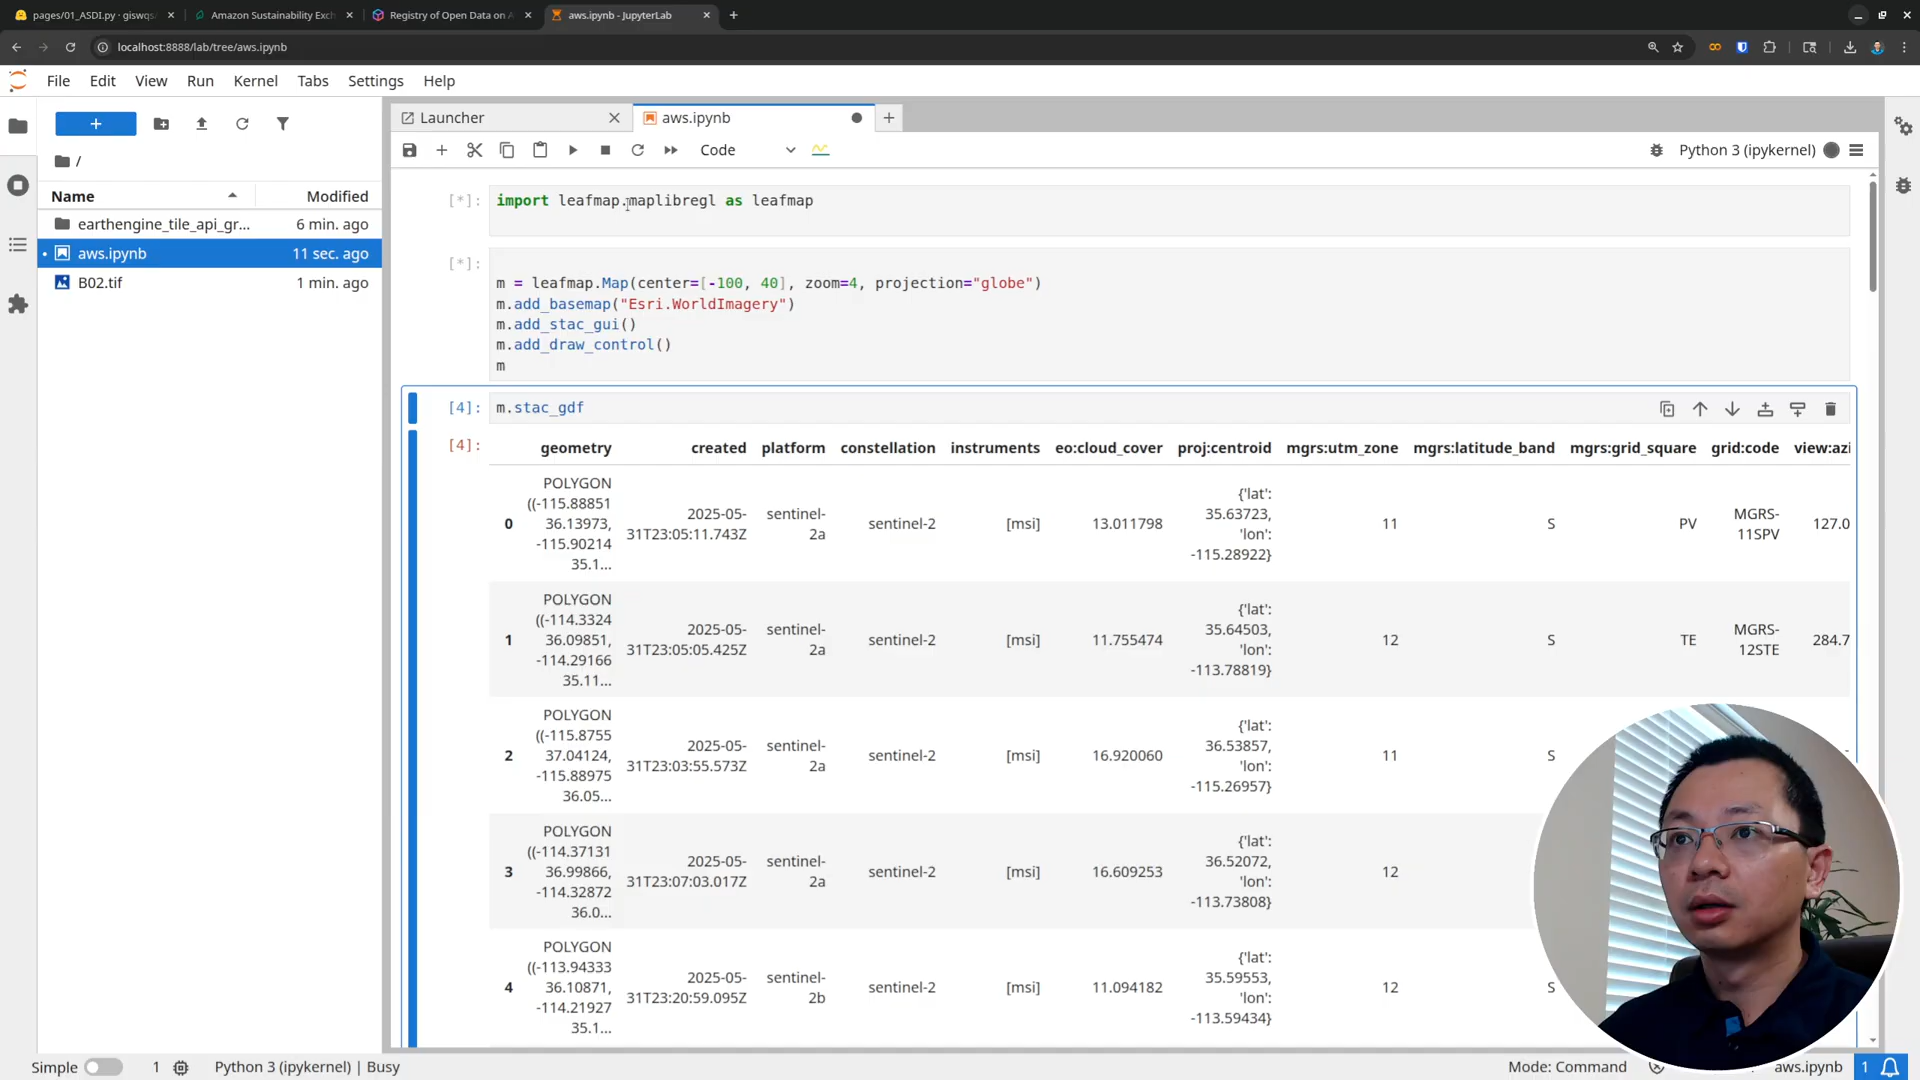 pages/01_ASDI.py · giswqs
Amazon Sustainability Exch
Registry of Open Data on A
aws.ipynb - JupyterLab
localhost:8888/lab/tree/aws.ipynb
File Edit View Run Kernel Tabs Settings Help
Launcher
aws.ipynb
/
Code
Python 3 (ipykernel)
Name Modified
earthengine_tile_api_gr... 6 min. ago
aws.ipynb 11 sec. ago
B02.tif 1 min. ago
[*]: import leafmap.maplibregl as leafmap
[*]:
m = leafmap.Map(center=[-100, 40], zoom=4, projection="globe")
m.add_basemap("Esri.WorldImagery")
m.add_stac_gui()
m.add_draw_control()
m
[4]: m.stac_gdf
[4]: geometry created platform constellation instruments eo:cloud_cover proj:centroid mgrs:utm_zone mgrs:latitude_band mgrs:grid_square grid:code view:azi
POLYGON
((-115.88851
36.13973,
-115.90214
35.1...
0 2025-05-31T23:05:11.743Z sentinel-2a sentinel-2 [msi] 13.011798 {'lat': 35.63723, 'lon': -115.28922} 11 S PV MGRS-11SPV 127.0
POLYGON
((-114.3324
36.09851,
-114.29166
35.11...
1 2025-05-31T23:05:05.425Z sentinel-2a sentinel-2 [msi] 11.755474 {'lat': 35.64503, 'lon': -113.78819} 12 S TE MGRS-12STE 284.7
POLYGON
((-115.8755
37.04124,
-115.88975
36.05...
2 2025-05-31T23:03:55.573Z sentinel-2a sentinel-2 [msi] 16.920060 {'lat': 36.53857, 'lon': -115.26957} 11 S
POLYGON
((-114.37131
36.99866,
-114.32872
36.0...
3 2025-05-31T23:07:03.017Z sentinel-2a sentinel-2 [msi] 16.609253 {'lat': 36.52072, 'lon': -113.73808} 12
POLYGON
((-113.94333
36.10871,
-114.21927
35.1...
4 2025-05-31T23:20:59.095Z sentinel-2b sentinel-2 [msi] 11.094182 {'lat': 35.59553, 'lon': -113.59434} 12 S
Simple 1 Python 3 (ipykernel) | Busy Mode: Command aws.ipynb 1